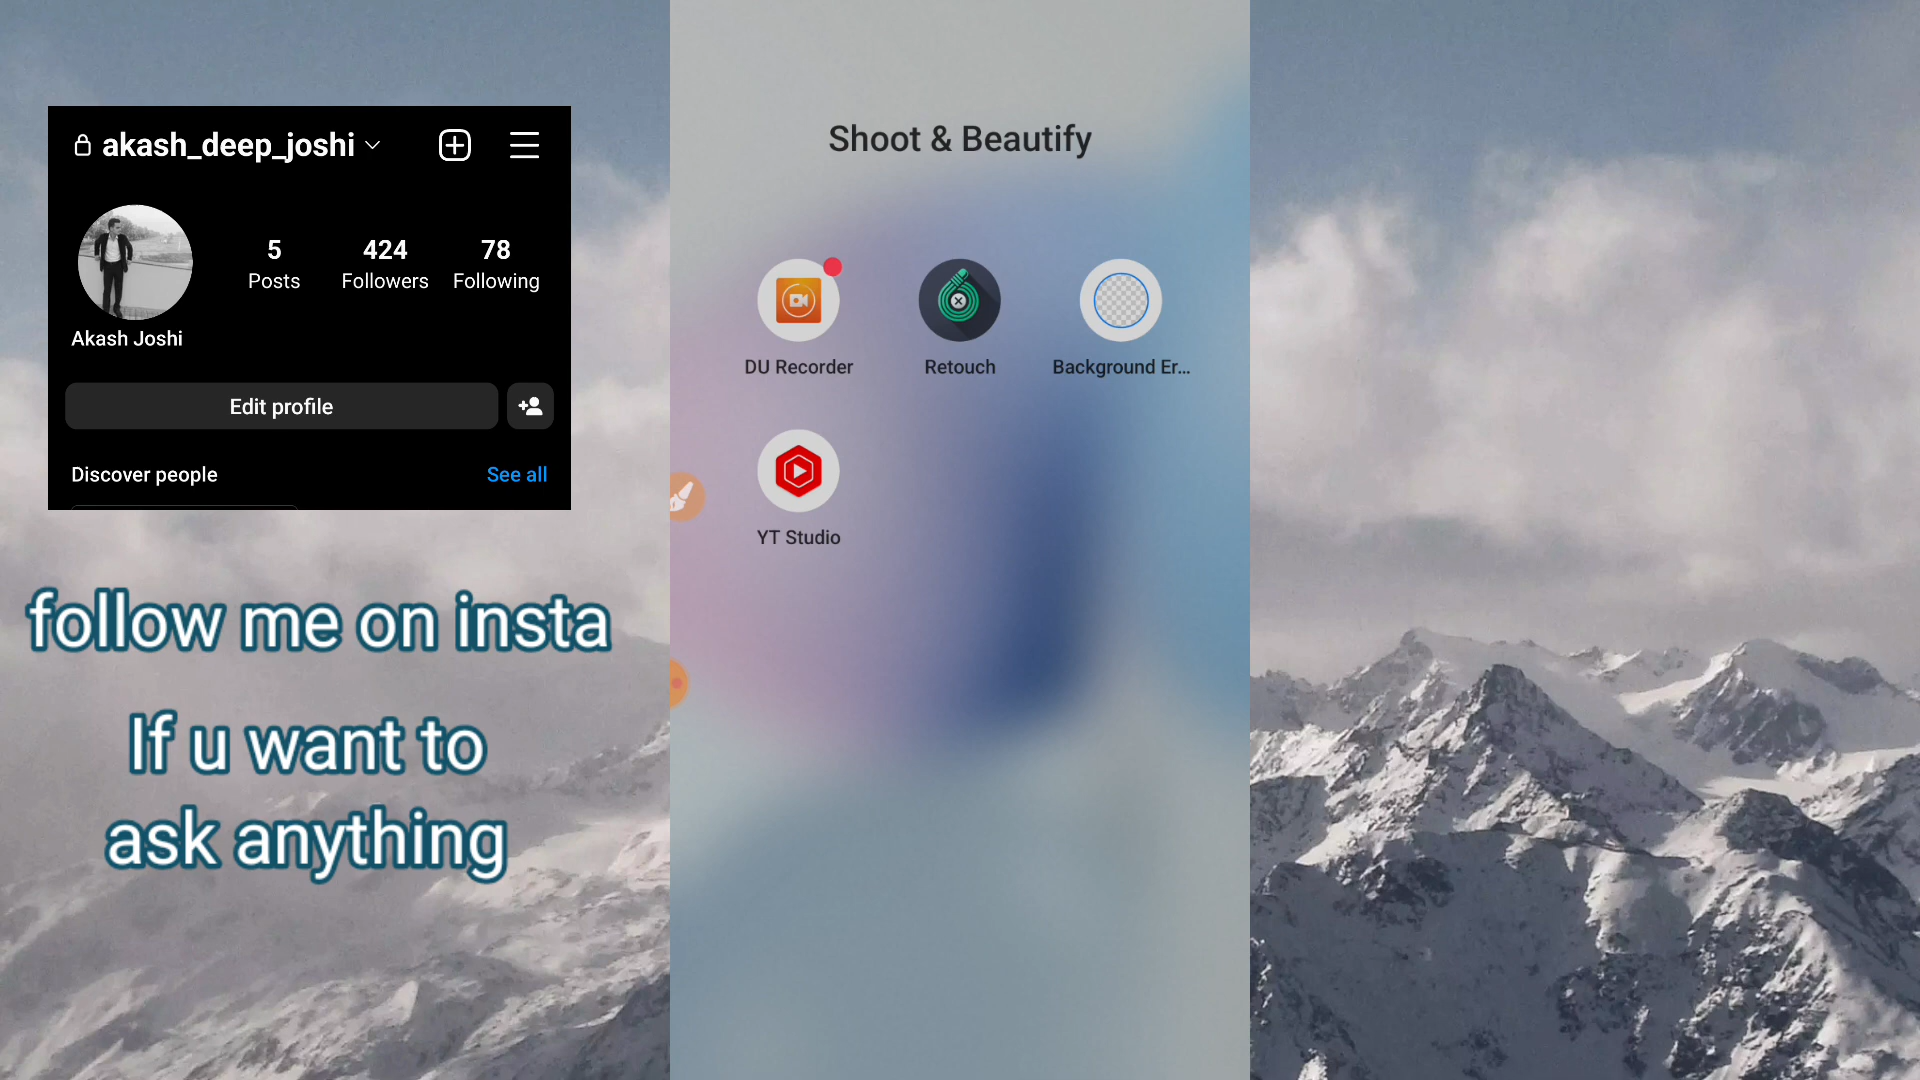 akash_deep_joshi
5
Posts
424
Followers
78
Following
Akash Joshi
Edit profile
Discover people
See all
follow me on insta
If u want to
ask anything
Shoot & Beautify
DU Recorder
Retouch
Background Er...
YT Studio